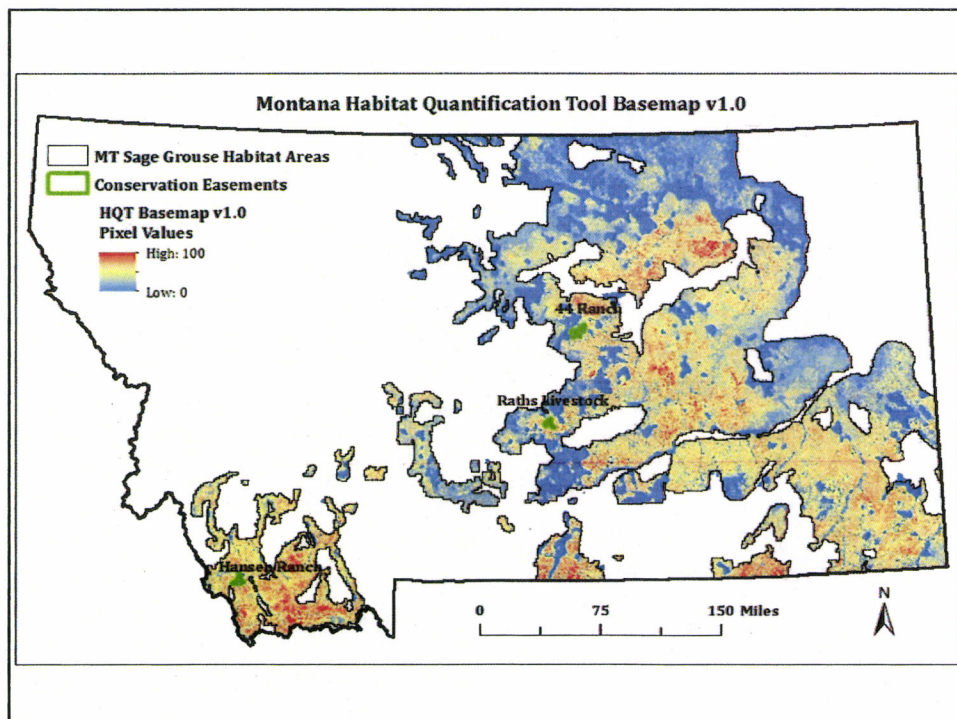 Montana Habitat Quantification Tool Basemap v1.0
MT Sage Grouse Habitat Areas
Conservation Easements
HQT Basemap v1.0
Pixel Values
High: 100
Low: 0
44 Ranch
Raths Livestock
Hansen Ranch
N
0 75 150 Miles